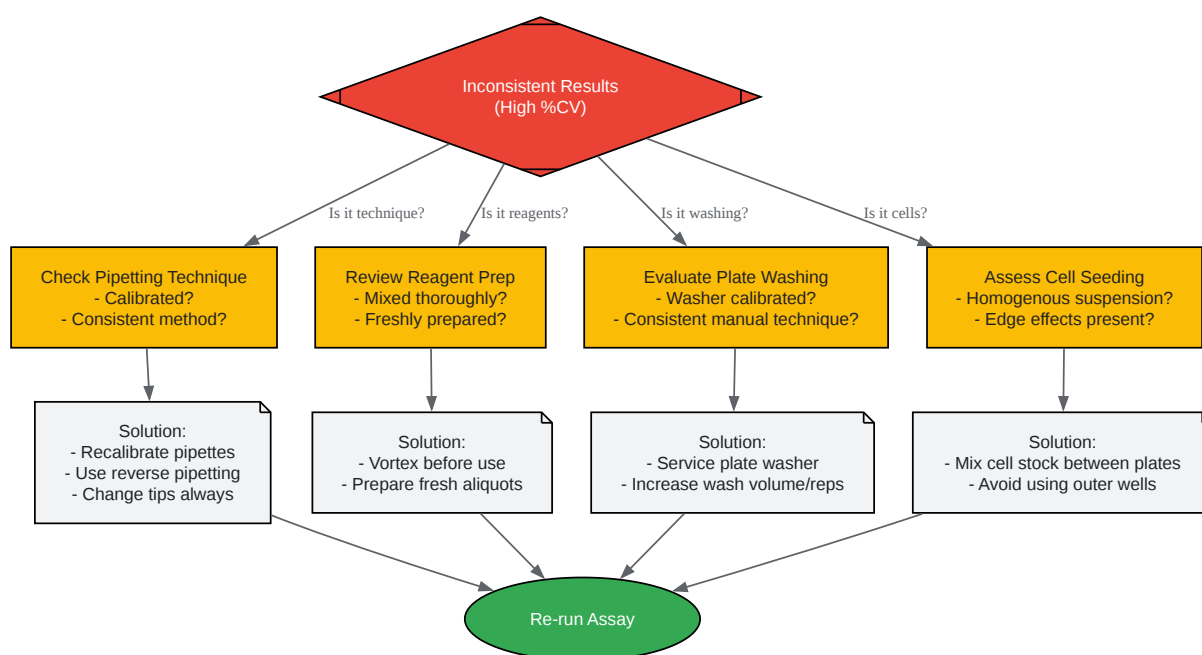 Inconsistent Results
(High %CV)
Is it technique?
Is it reagents?
Is it washing?
Is it cells?
Check Pipetting Technique
- Calibrated?
- Consistent method?
Review Reagent Prep
- Mixed thoroughly?
- Freshly prepared?
Evaluate Plate Washing
- Washer calibrated?
- Consistent manual technique?
Assess Cell Seeding
- Homogenous suspension?
- Edge effects present?
Solution:
- Recalibrate pipettes
- Use reverse pipetting
- Change tips always
Solution:
- Vortex before use
- Prepare fresh aliquots
Solution:
- Service plate washer
- Increase wash volume/reps
Solution:
- Mix cell stock between plates
- Avoid using outer wells
Re-run Assay